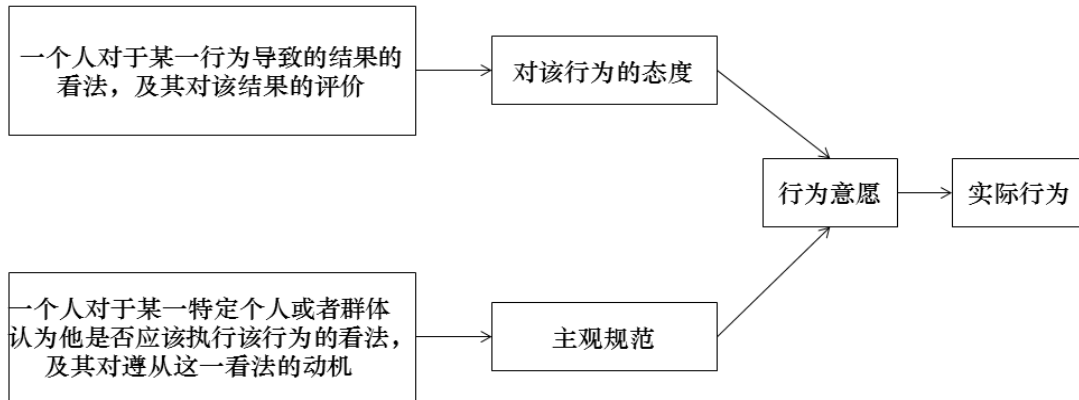 一个人对于某一行为导致的结果的
看法，及其对该结果的评价
对该行为的态度
行为意愿
实际行为
一个人对于某一特定个人或者群体
认为他是否应该执行该行为的看法，
及其对遵从这一看法的动机
主观规范